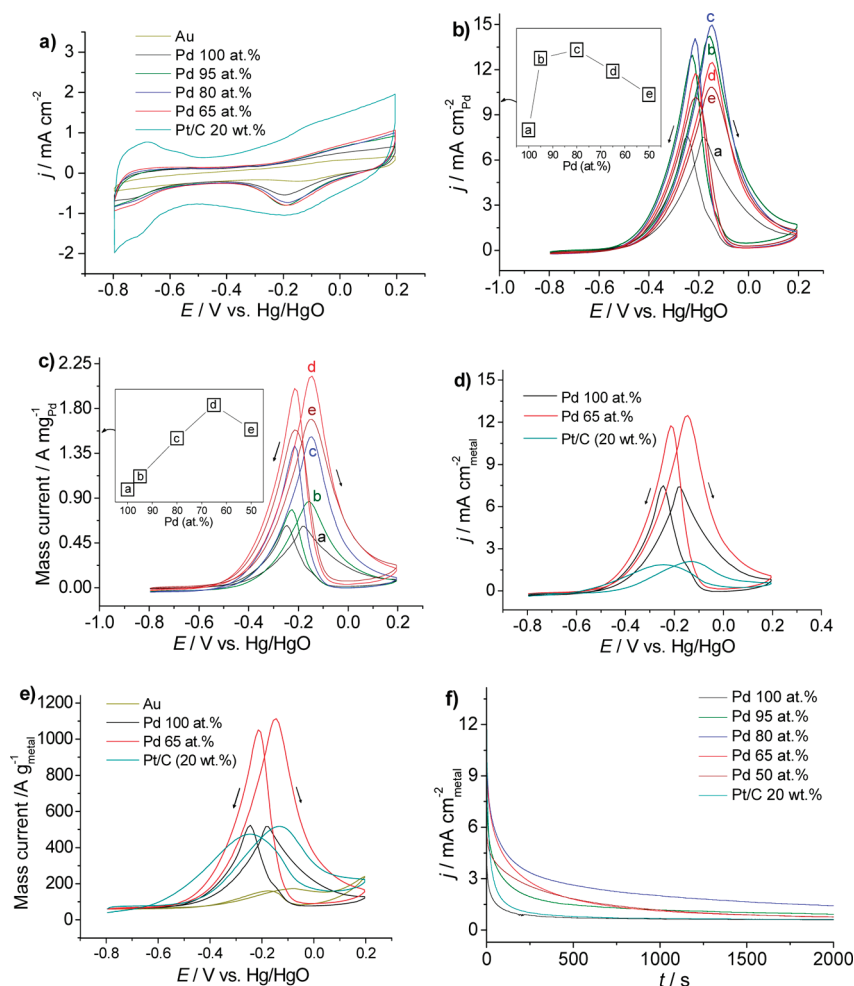 a)
Au
Pd 100 at.%
Pd 95 at.%
Pd 80 at.%
Pd 65 at.%
Pt/C 20 wt.%
3
2
1
0
-1
-2
j / mA cm-2
-0.8 -0.6 -0.4 -0.2 0.0 0.2
E / V vs. Hg/HgO
b)
15
12
9
6
3
0
j / mA cm-2Pd
a b c d e
100 90 80 70 60 50
Pd (at.%)
c
b
d
e
a
-1.0 -0.8 -0.6 -0.4 -0.2 0.0 0.2
E / V vs. Hg/HgO
c)
2.25
1.80
1.35
0.90
0.45
0.00
Mass current / A mg-1Pd
a b c d e
100 90 80 70 60 50
Pd (at.%)
d
e
c
b
a
-1.0 -0.8 -0.6 -0.4 -0.2 0.0 0.2
E / V vs. Hg/HgO
d)
Pd 100 at.%
Pd 65 at.%
Pt/C (20 wt.%)
15
12
9
6
3
0
j / mA cm-2metal
-0.8 -0.6 -0.4 -0.2 0.0 0.2 0.4
E / V vs. Hg/HgO
e)
Au
Pd 100 at.%
Pd 65 at.%
Pt/C (20 wt.%)
1200
1000
800
600
400
200
0
Mass current /A g-1metal
-0.8 -0.6 -0.4 -0.2 0.0 0.2
E / V vs. Hg/HgO
f)
Pd 100 at.%
Pd 95 at.%
Pd 80 at.%
Pd 65 at.%
Pd 50 at.%
Pt/C 20 wt.%
12
9
6
3
0
j / mA cm-2metal
0 500 1000 1500 2000
t / s